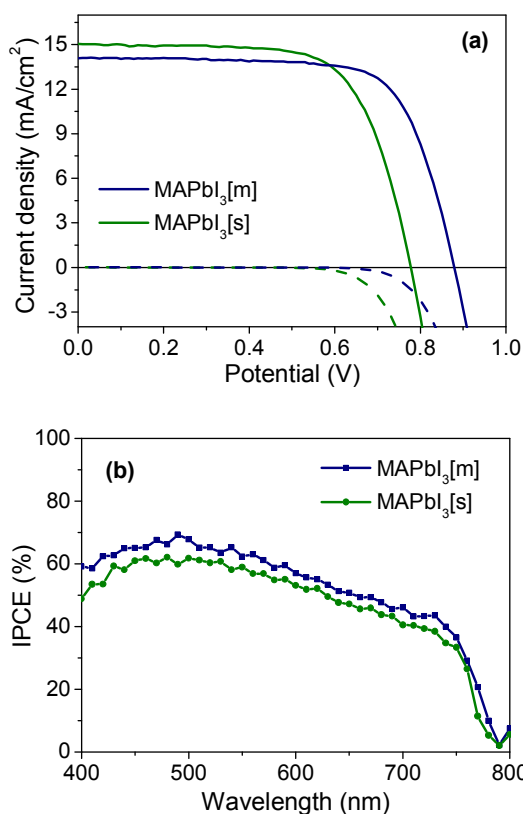 (a)
Current density (mA/cm²)
15
12
9
6
3
0
-3
MAPbI₃[m]
MAPbI₃[s]
0.0 0.2 0.4 0.6 0.8 1.0
Potential (V)
(b)
IPCE (%)
100
80
60
40
20
0
MAPbI₃[m]
MAPbI₃[s]
400 500 600 700 800
Wavelength (nm)